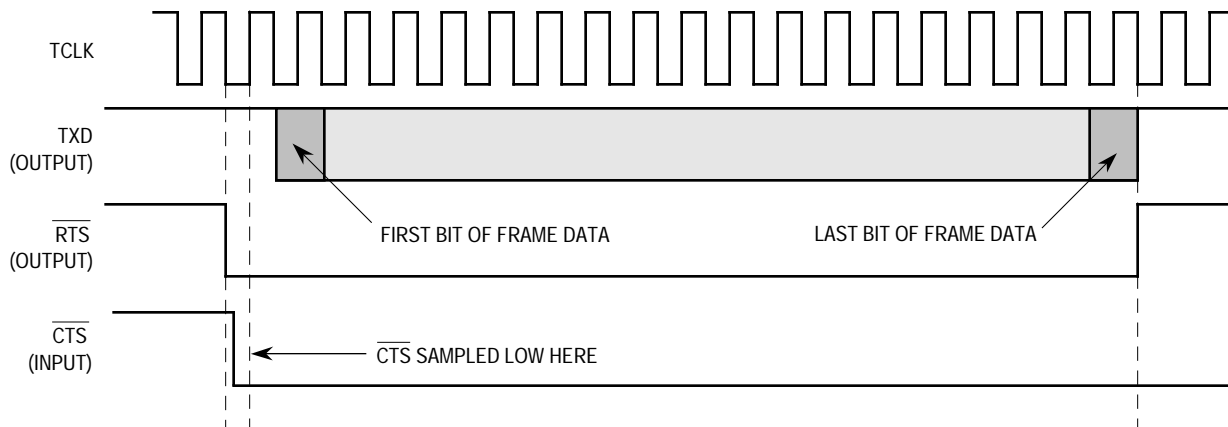 TCLK
TXD
(OUTPUT)
FIRST BIT OF FRAME DATA
LAST BIT OF FRAME DATA
RTS
(OUTPUT)
CTS
(INPUT)
CTS SAMPLED LOW HERE